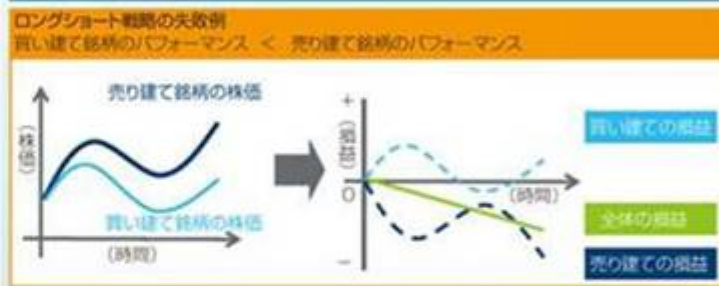 ロングショート戦略の失敗例
買い建て銘柄のパフォーマンス < 売り建て銘柄のパフォーマンス
売り建て銘柄の株価
(株価)
買い建て銘柄の株価
(時間)
+
(損益)
0
−
(時間)
買い建ての損益
全体の損益
売り建ての損益